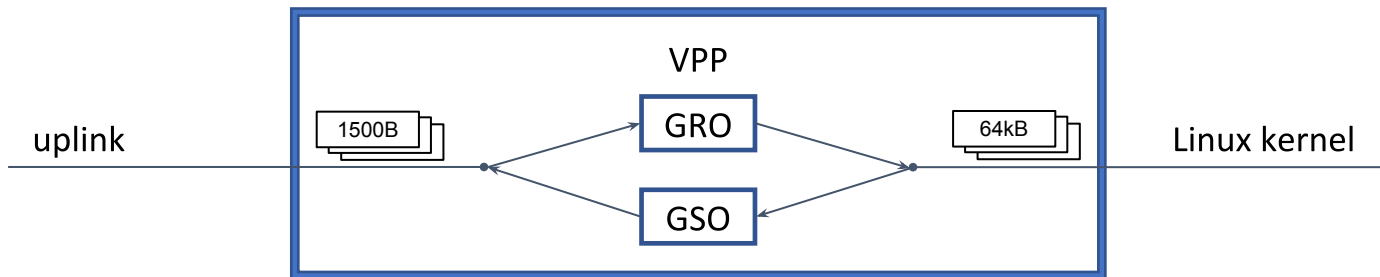 VPP
1500B
GRO
64kB
uplink
Linux kernel
GSO